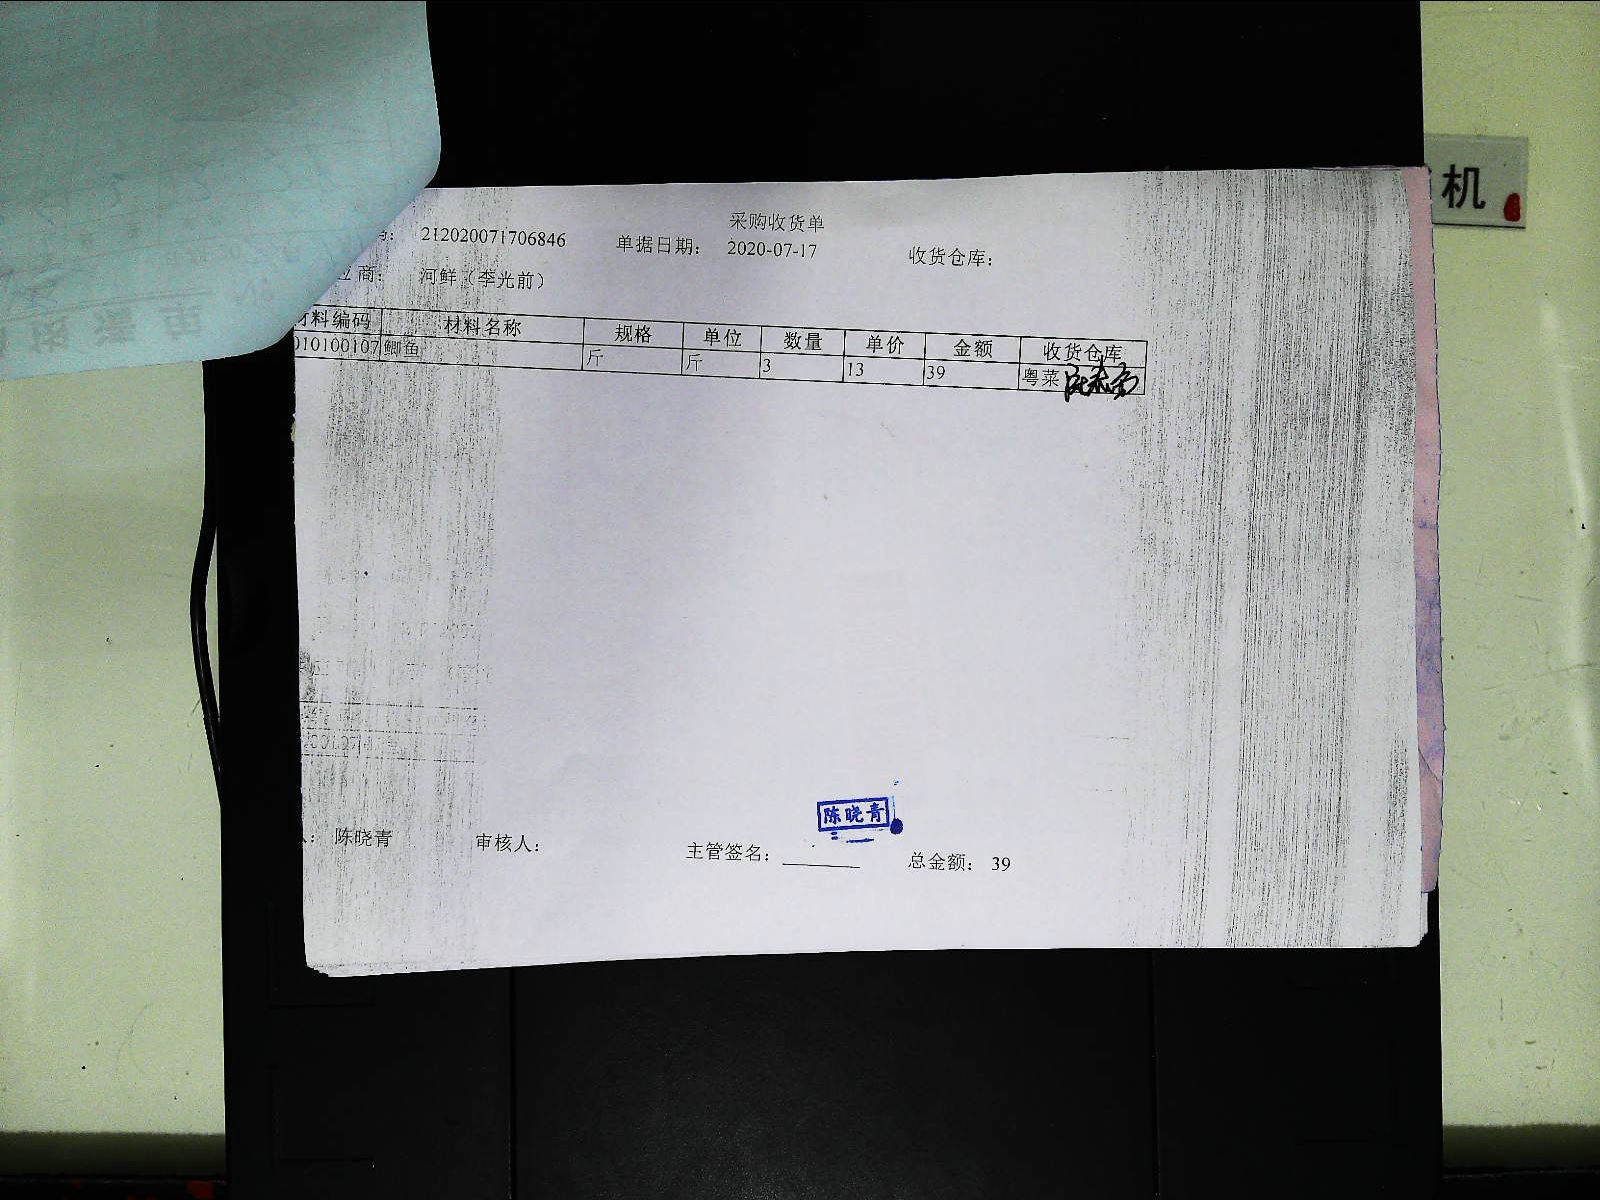 采购收货单
212020071706846 单据日期: 2020-07-17 收货仓库:
应商: 河鲜（李光前）
材料编码 材料名称 规格 单位 数量 单价 金额 收货仓库
010100107 鲫鱼 斤 斤 3 13 39 粤菜
陈晓青
陈晓青 审核人: 主管签名: 总金额: 39
机